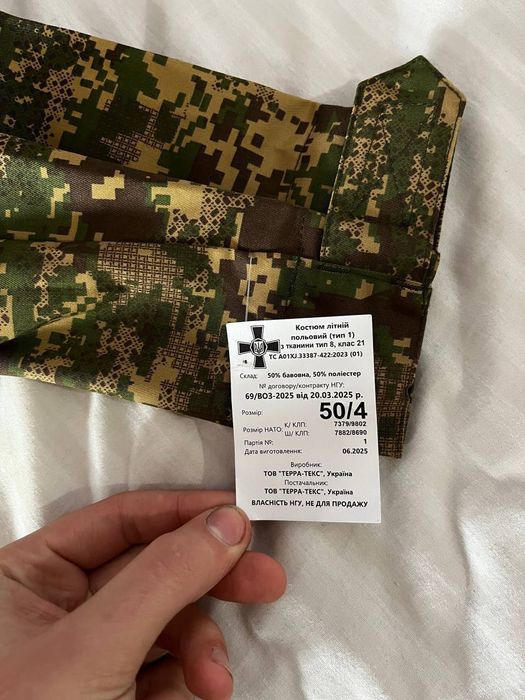 Костюм літній
польовий (тип 1)
з тканини тип 8, клас 21
ТС А01XJ.33387-422:2023 (01)
Склад: 50% бавовна, 50% поліестер
№ договору/контракту НГУ:
69/ВОЗ-2025 від 20.03.2025 р.
Розмір: 50/4
Розмір НАТО: К/ КЛП: 7379/9802
Ш/ КЛП: 7882/8690
Партія №: 1
Дата виготовлення: 06.2025
Виробник:
ТОВ "ТЕРРА-ТЕКС", Україна
Постачальник:
ТОВ "ТЕРРА-ТЕКС", Україна
ВЛАСНІСТЬ НГУ, НЕ ДЛЯ ПРОДАЖУ